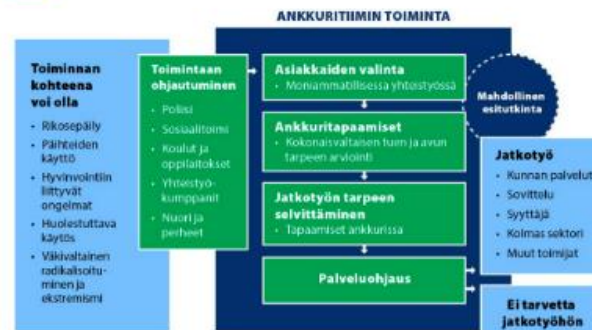 ANKKURITIIMIN TOIMINTA
Toiminnan
kohteena
voi olla
• Rikosepäily
• Päihteiden
käyttö
• Hyvinvointiin
liittyvät
ongelmat
• Huolestuttava
käytös
• Väkivaltainen
radikalisoitu-
minen ja
ekstremismi
Toimintaan
ohjautuminen
• Poliisi
• Sosiaalitoimi
• Koulut ja
oppilaitokset
• Yhteistyö-
kumppanit
• Nuori ja
perheet
Asiakkaiden valinta
• Moniammatillisessa yhteistyössä
Ankkuritapaamiset
• Kokonaisvaltaisen tuen ja avun
tarpeen arviointi
Jatkotyön tarpeen
selvittäminen
• Tapaamiset ankkurissa
Palveluohjaus
Mahdollinen
esitutkinta
Jatkotyö
• Kunnan palvelut
• Sovittelu
• Syyttäjä
• Kolmas sektori
• Muut toimijat
Ei tarvetta
jatkotyöhön